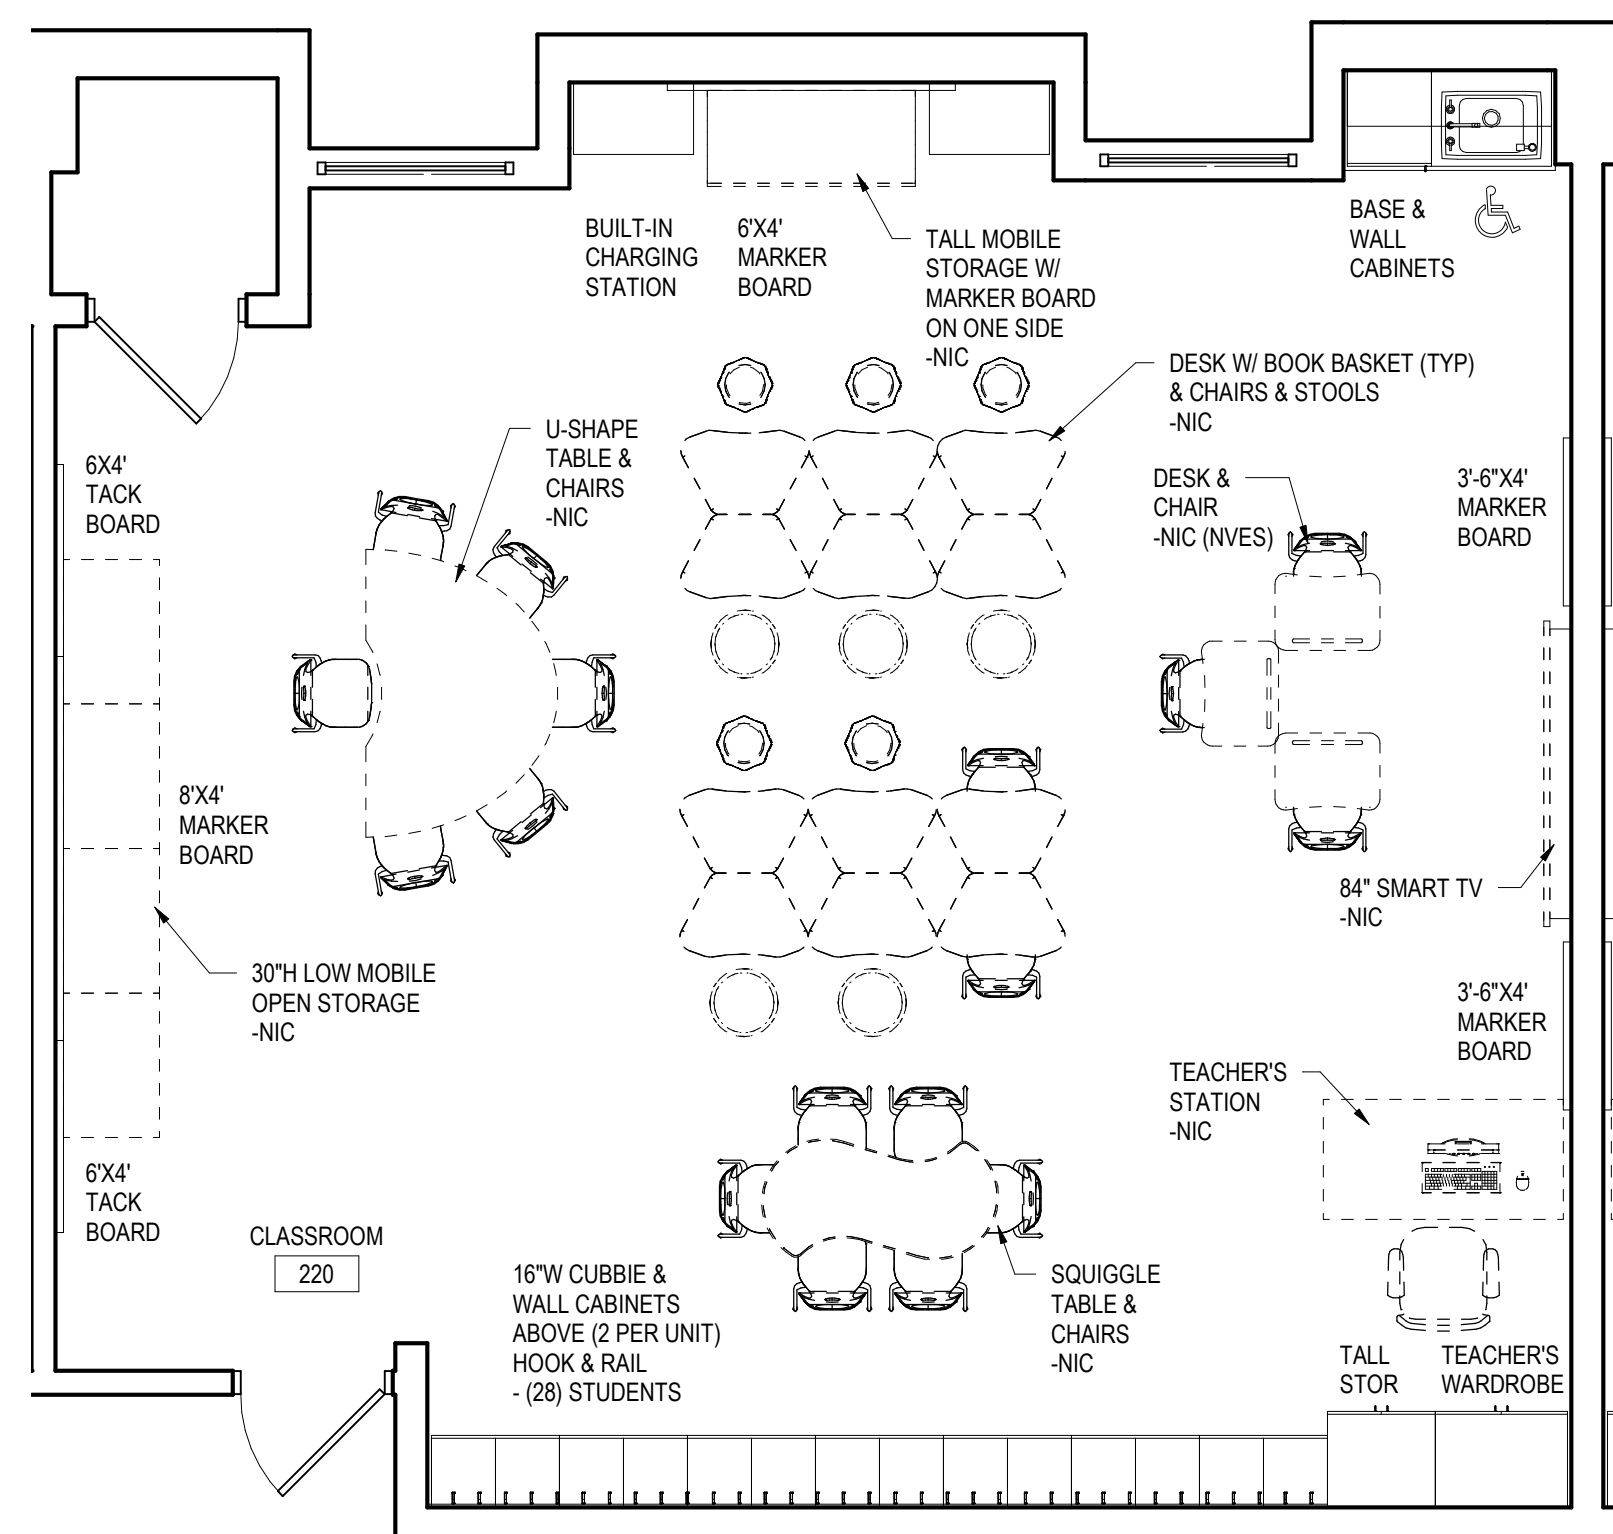 BUILT-IN
CHARGING
STATION
6'X4'
MARKER
BOARD
TALL MOBILE
STORAGE W/
MARKER BOARD
ON ONE SIDE
-NIC
BASE &
WALL
CABINETS
DESK W/ BOOK BASKET (TYP)
& CHAIRS & STOOLS
-NIC
U-SHAPE
TABLE &
CHAIRS
-NIC
6X4'
TACK
BOARD
DESK &
CHAIR
-NIC (NVES)
3'-6"X4'
MARKER
BOARD
8'X4'
MARKER
BOARD
84" SMART TV
-NIC
30"H LOW MOBILE
OPEN STORAGE
-NIC
3'-6"X4'
MARKER
BOARD
TEACHER'S
STATION
-NIC
6'X4'
TACK
BOARD
CLASSROOM
220
16"W CUBBIE &
WALL CABINETS
ABOVE (2 PER UNIT)
HOOK & RAIL
- (28) STUDENTS
SQUIGGLE
TABLE &
CHAIRS
-NIC
TALL
STOR
TEACHER'S
WARDROBE